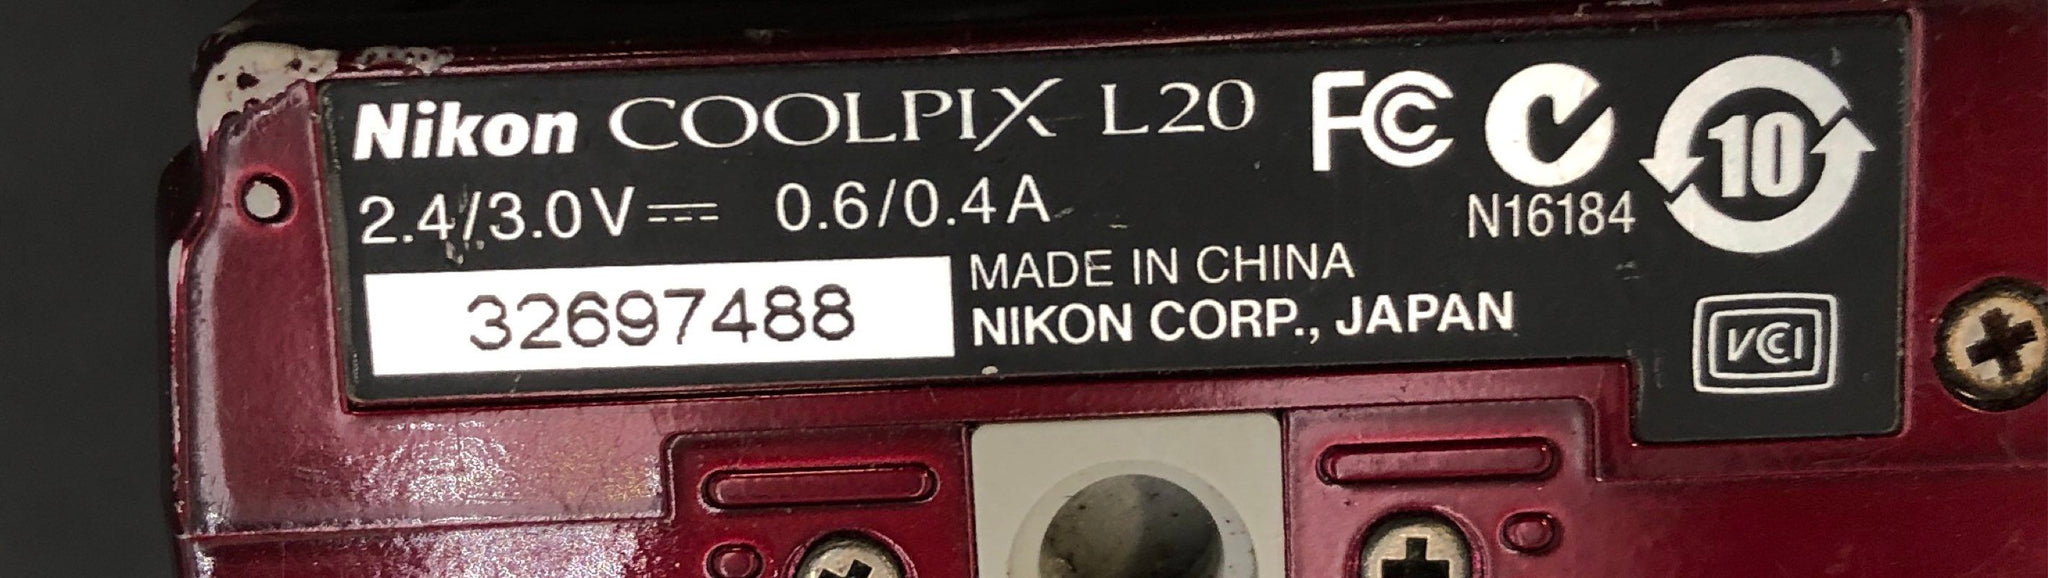 Nikon COOLPIX L20
FC
N16184
10
2.4/3.0V⎓ 0.6/0.4A
32697488
MADE IN CHINA
NIKON CORP., JAPAN
VCCI